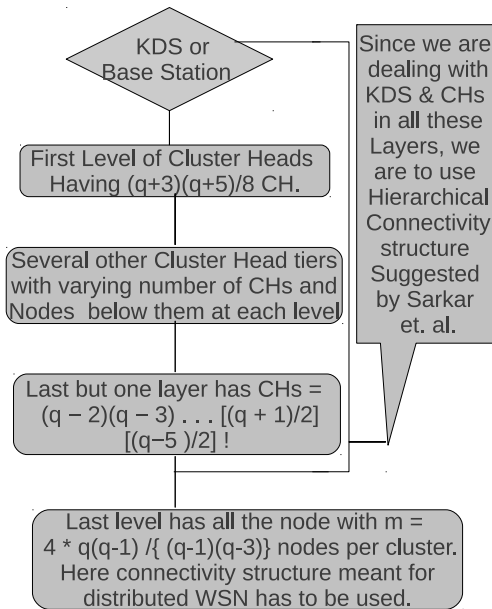 KDS or
Base Station
Since we are
dealing with
KDS & CHs
in all these
Layers, we
are to use
Hierarchical
Connectivity
structure
Suggested
by Sarkar
et. al.
First Level of Cluster Heads
Having (q+3)(q+5)/8 CH.
Several other Cluster Head tiers
with varying number of CHs and
Nodes below them at each level
Last but one layer has CHs =
(q − 2)(q − 3) . . . [(q + 1)/2]
[(q−5 )/2] !
Last level has all the node with m =
4 * q(q-1) /{ (q-1)(q-3)} nodes per cluster.
Here connectivity structure meant for
distributed WSN has to be used.